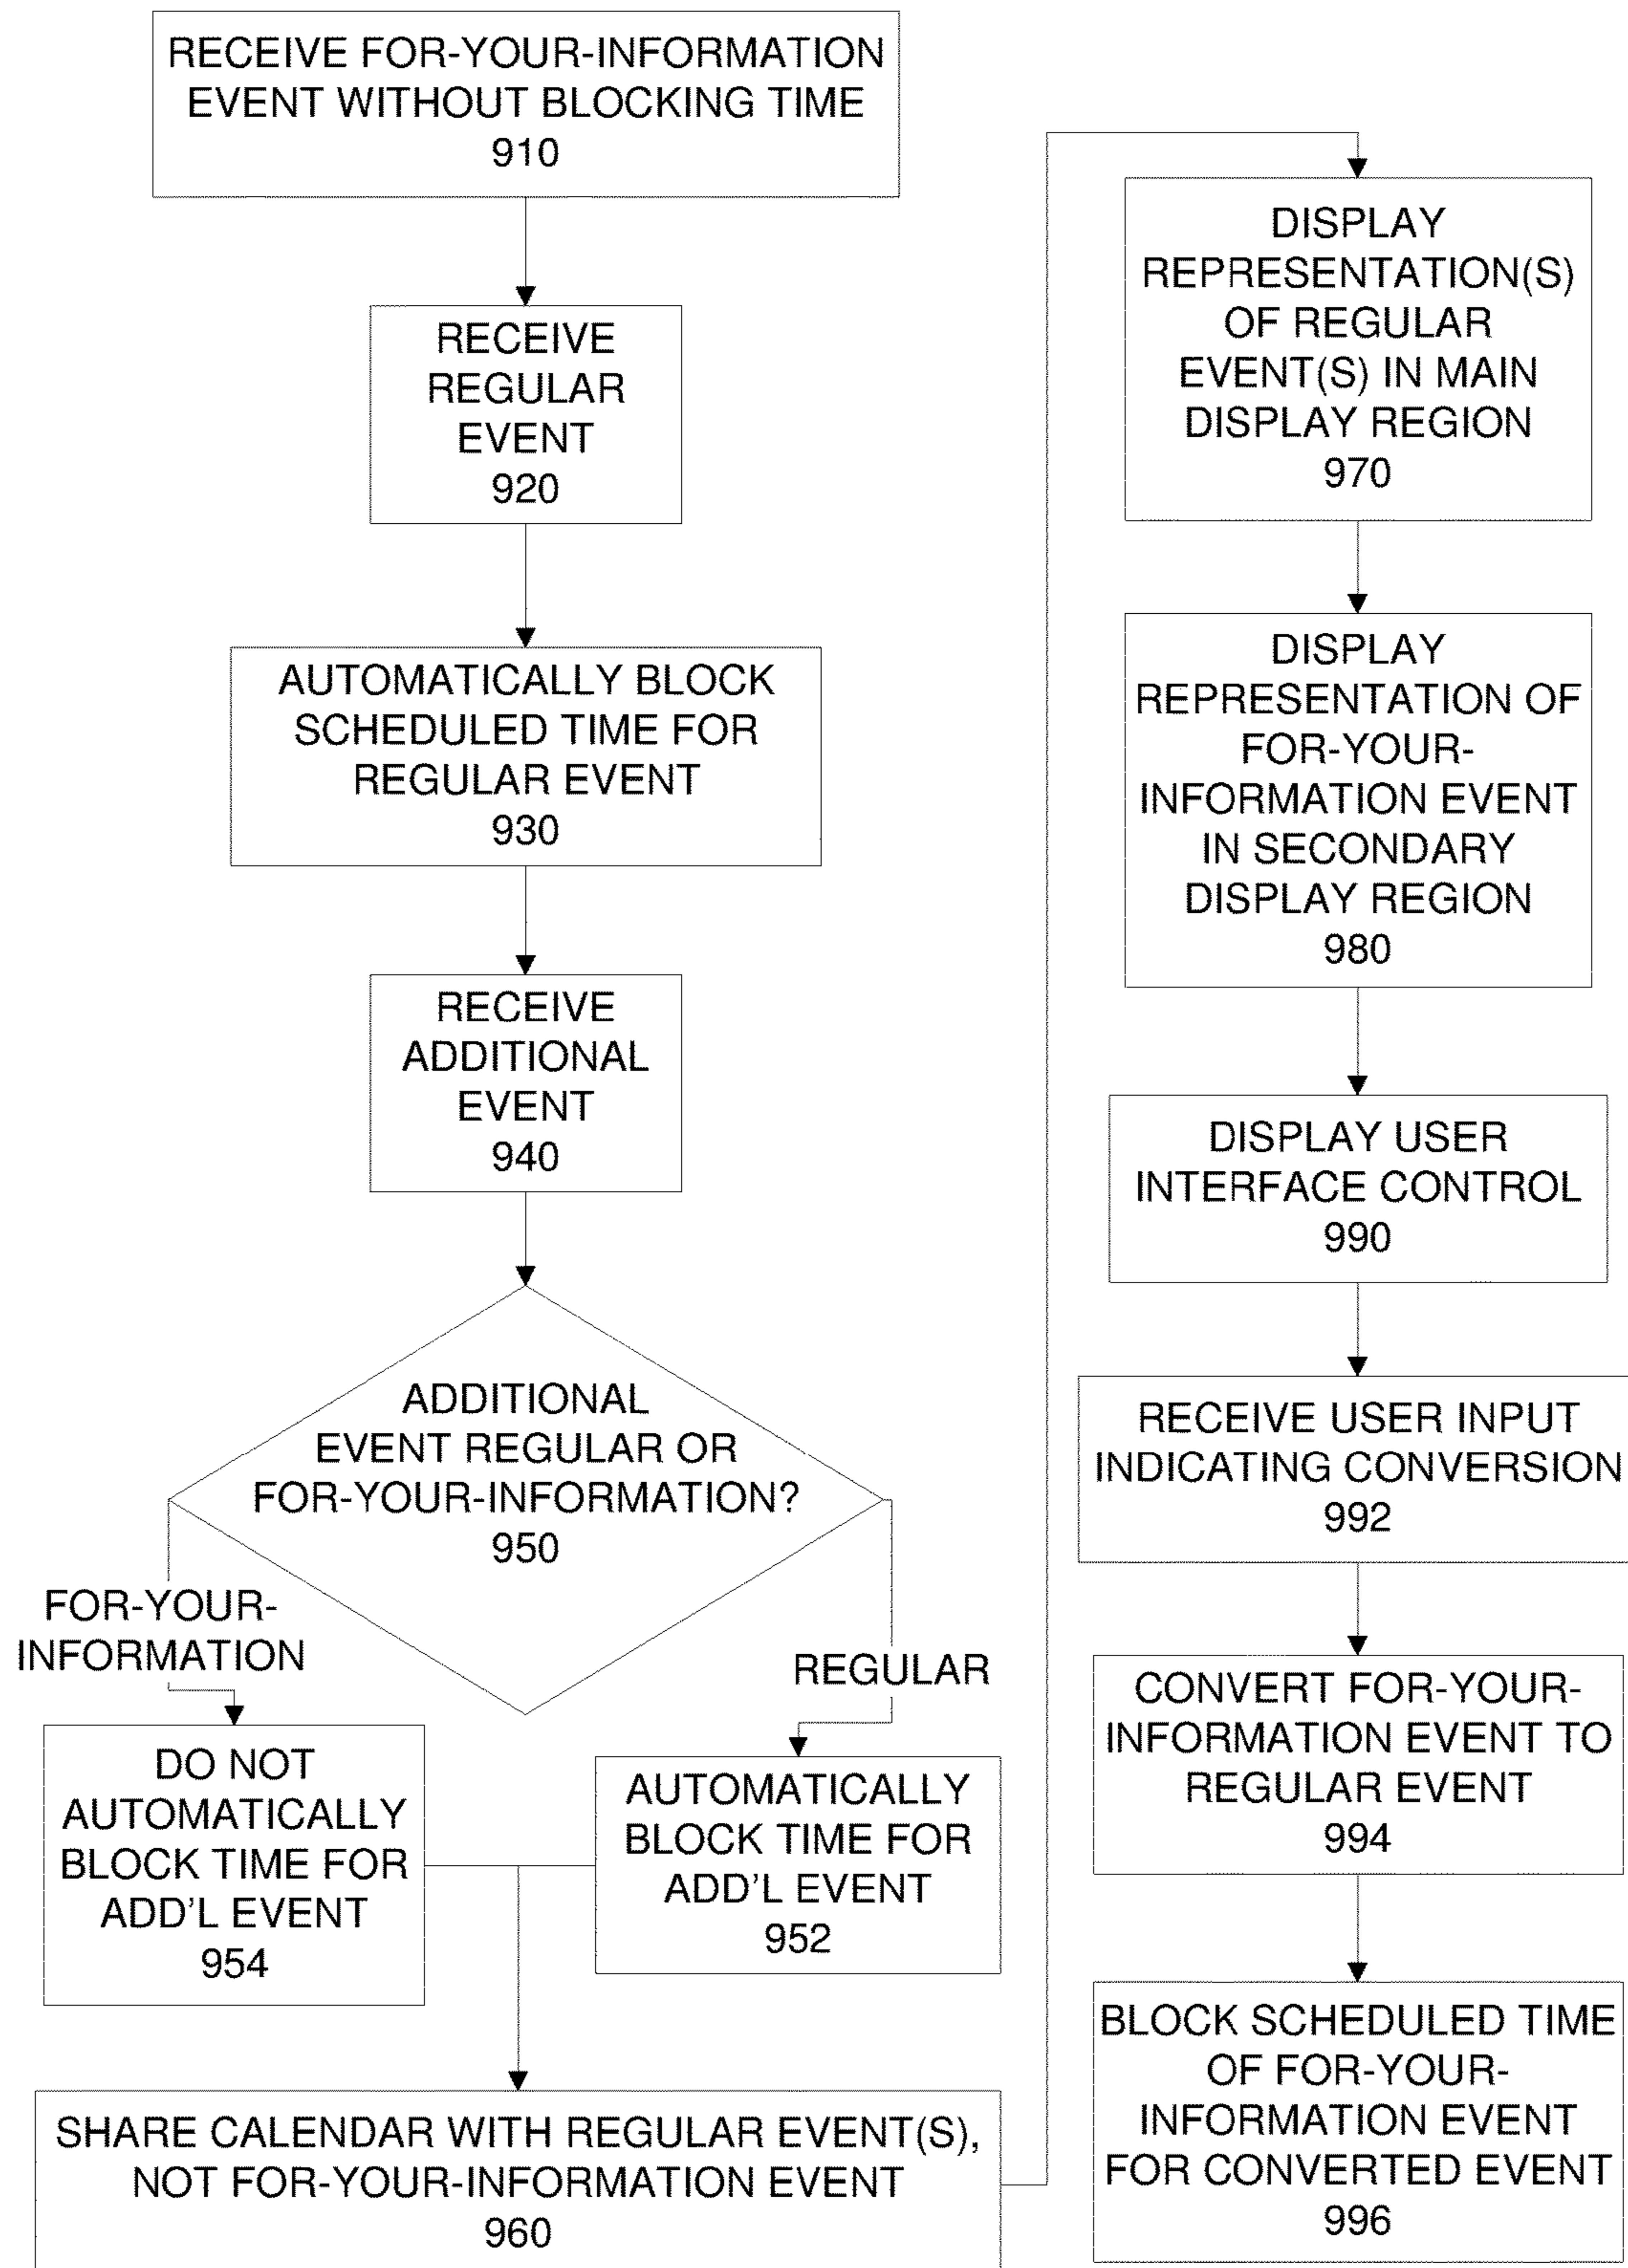 RECEIVE FOR-YOUR-INFORMATION
EVENT WITHOUT BLOCKING TIME
910
RECEIVE
REGULAR
EVENT
920
AUTOMATICALLY BLOCK
SCHEDULED TIME FOR
REGULAR EVENT
930
RECEIVE
ADDITIONAL
EVENT
940
ADDITIONAL
EVENT REGULAR OR
FOR-YOUR-INFORMATION?
950
FOR-YOUR-
INFORMATION
REGULAR
DO NOT
AUTOMATICALLY
BLOCK TIME FOR
ADD'L EVENT
954
AUTOMATICALLY
BLOCK TIME FOR
ADD'L EVENT
952
SHARE CALENDAR WITH REGULAR EVENT(S),
NOT FOR-YOUR-INFORMATION EVENT
960
DISPLAY
REPRESENTATION(S)
OF REGULAR
EVENT(S) IN MAIN
DISPLAY REGION
970
DISPLAY
REPRESENTATION OF
FOR-YOUR-
INFORMATION EVENT
IN SECONDARY
DISPLAY REGION
980
DISPLAY USER
INTERFACE CONTROL
990
RECEIVE USER INPUT
INDICATING CONVERSION
992
CONVERT FOR-YOUR-
INFORMATION EVENT TO
REGULAR EVENT
994
BLOCK SCHEDULED TIME
OF FOR-YOUR-
INFORMATION EVENT
FOR CONVERTED EVENT
996